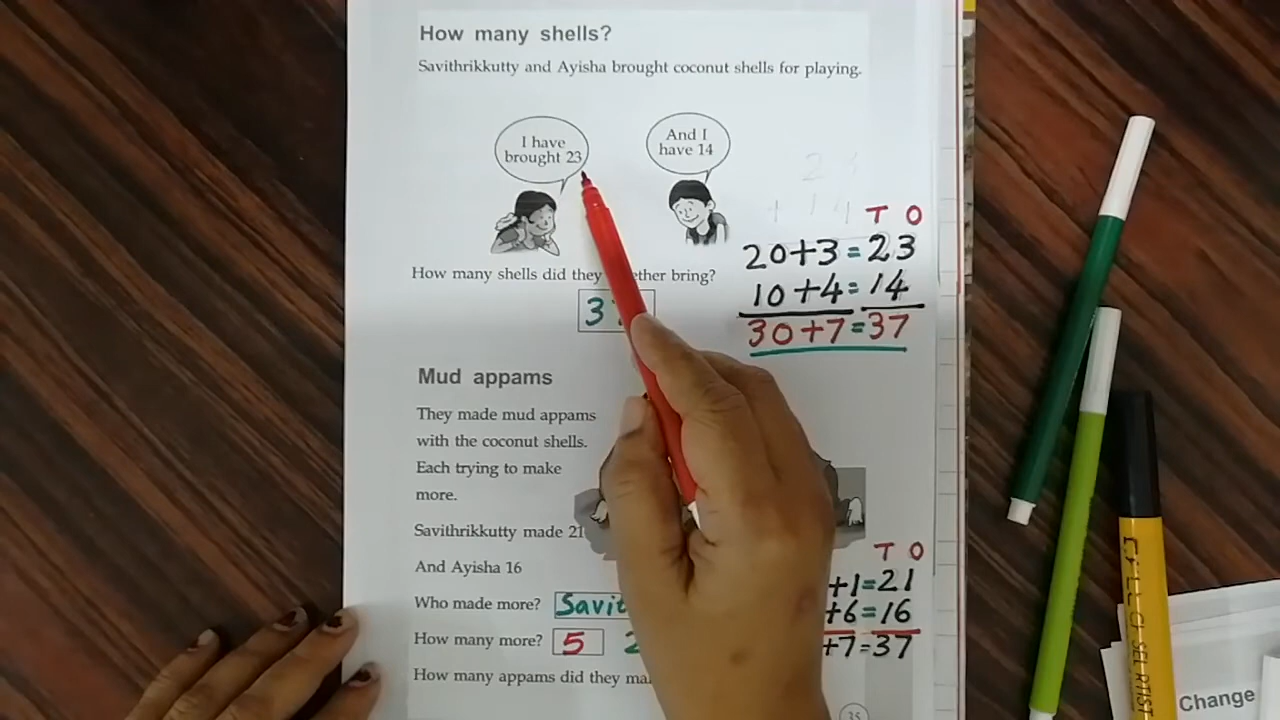 How many shells?
Savithrikkutty and Ayisha brought coconut shells for playing.
I have
brought 23
And I
have 14
T O
20+3=23
10+4=14
30+7=37
How many shells did they bring?
Mud appams
They made mud appams
with the coconut shells.
Each trying to make
more.
Savithrikkutty made 21
And Ayisha 16
Who made more?
How many more? 5
How many appams did they
T O
+1=21
+6=16
+7=37
35
Change